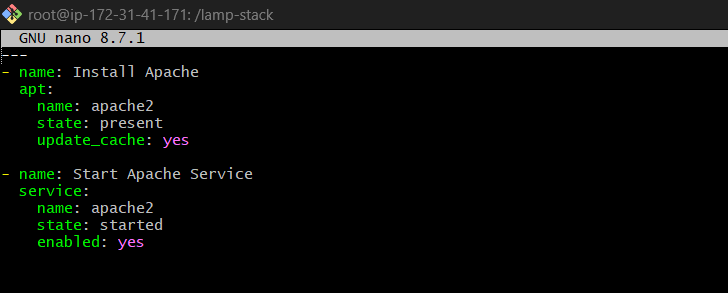 root@ip-172-31-41-171: /lamp-stack
GNU nano 8.7.1
---
- name: Install Apache
  apt:
    name: apache2
    state: present
    update_cache: yes

- name: Start Apache Service
  service:
    name: apache2
    state: started
    enabled: yes